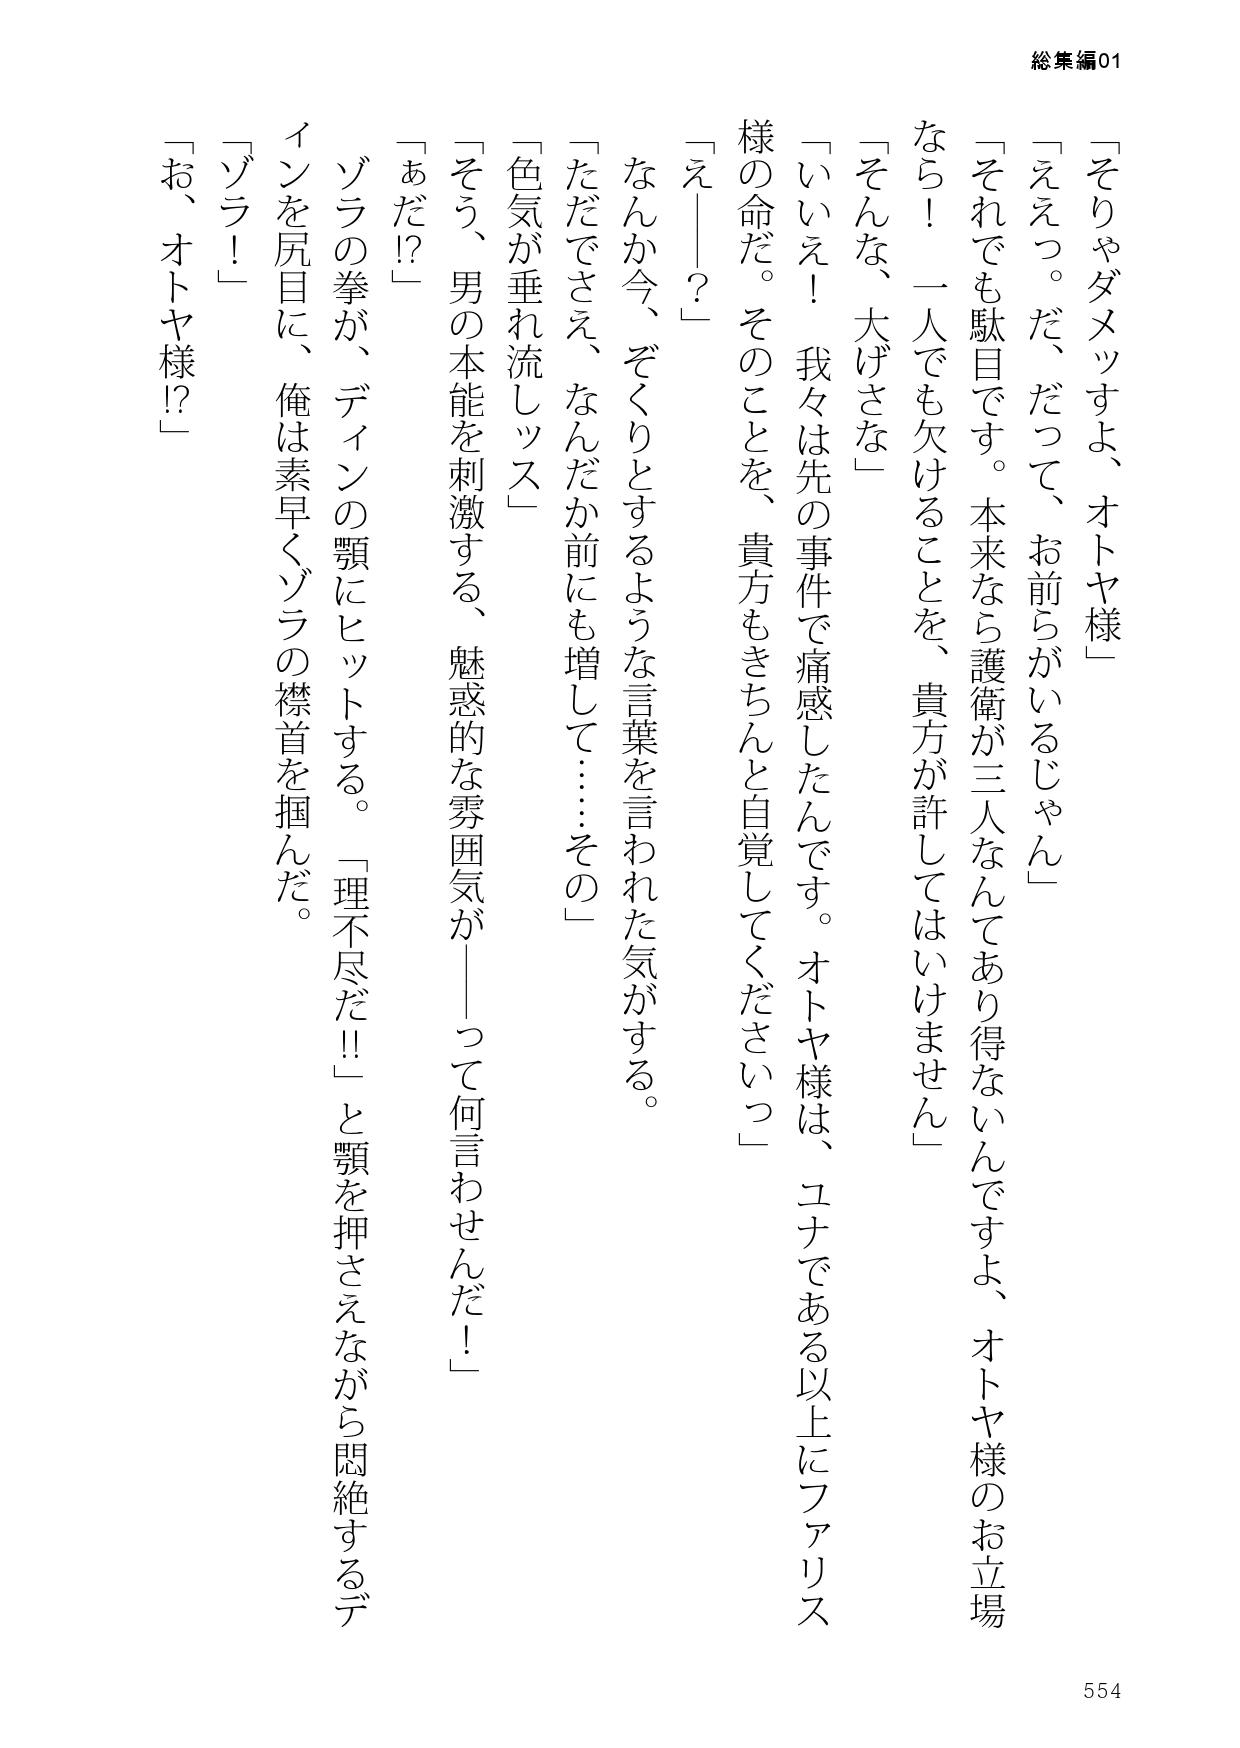 総集編01
「そりゃダメッすよ、オトヤ様」
「ええっ。だ、だって、お前らがいるじゃん」
「それでも駄目です。本来なら護衛が三人なんてあり得ないんですよ、オトヤ様のお立場
なら！　一人でも欠けることを、貴方が許してはいけません」
「そんな、大げさな」
「いいえ！　我々は先の事件で痛感したんです。オトヤ様は、ユナである以上にファリス
様の命だ。そのことを、貴方もきちんと自覚してくださいっ」
「え――？」
　なんか今、ぞくりとするような言葉を言われた気がする。
「ただでさえ、なんだか前にも増して……その」
「色気が垂れ流しッス」
「そう、男の本能を刺激する、魅惑的な雰囲気が――って何言わせんだ！」
「あだ!?」
　ゾラの拳が、ディンの顎にヒットする。「理不尽だ!!」と顎を押さえながら悶絶するデ
ィンを尻目に、俺は素早くゾラの襟首を掴んだ。
「ゾラ！」
「お、オトヤ様!?」
554